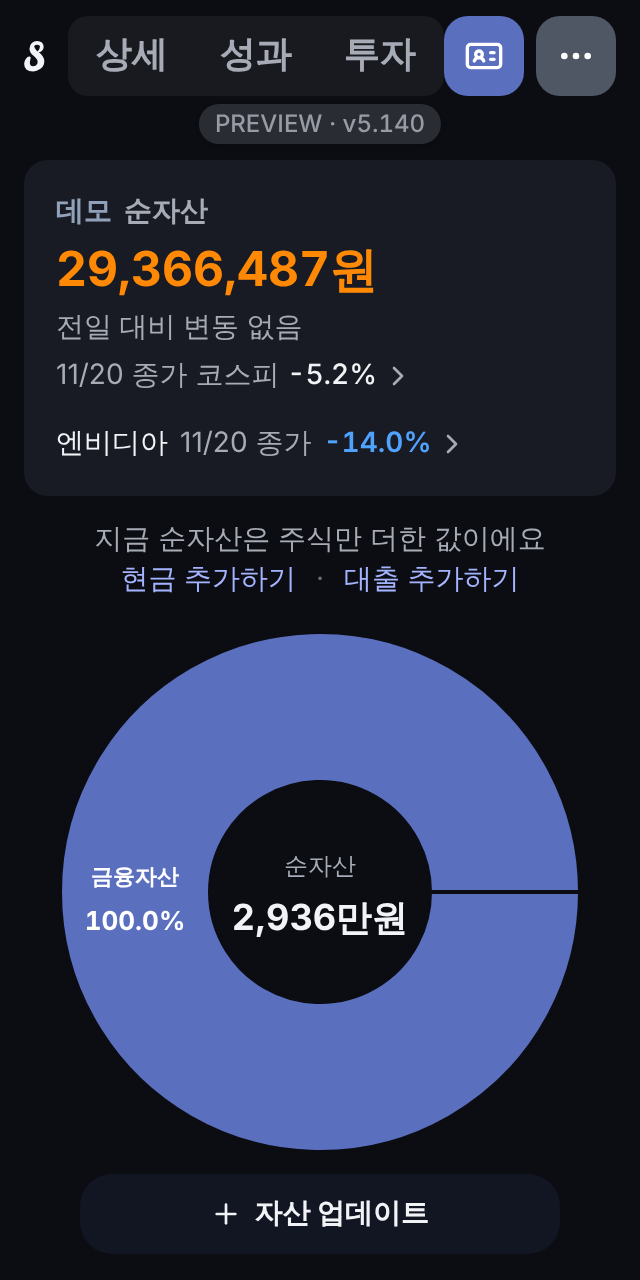 S
상세 성과 투자
PREVIEW · v5.140
데모 순자산
29,366,487원
전일 대비 변동 없음
11/20 종가 코스피 -5.2%
엔비디아 11/20 종가 -14.0%
지금 순자산은 주식만 더한 값이에요
현금 추가하기 · 대출 추가하기
순자산
2,936만원
금융자산
100.0%
+ 자산 업데이트